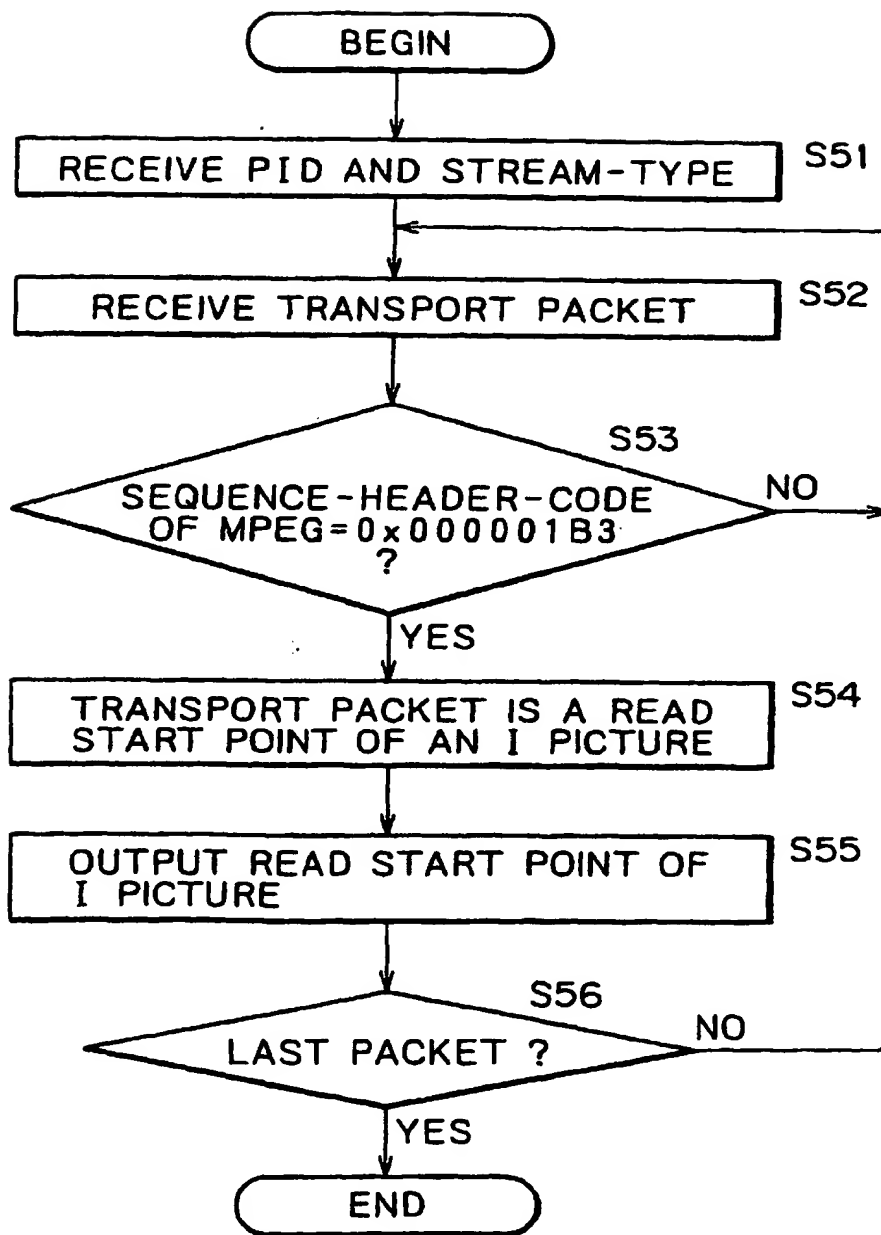 BEGIN
RECEIVE PID AND STREAM-TYPE
S51
RECEIVE TRANSPORT PACKET
S52
S53
SEQUENCE-HEADER-CODE
OF MPEG=0x000001B3
?
NO
YES
TRANSPORT PACKET IS A READ
START POINT OF AN I PICTURE
S54
OUTPUT READ START POINT OF
I PICTURE
S55
S56
LAST PACKET ?
NO
YES
END